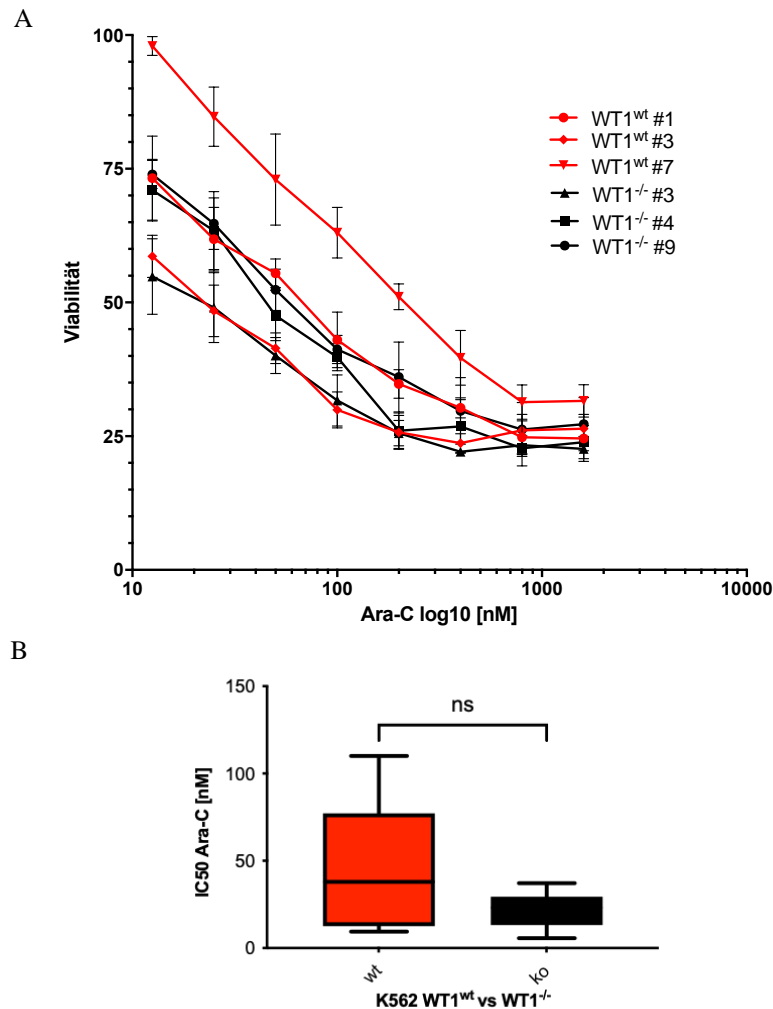 A
100
75
50
25
0
Viabilität
10
100
1000
10000
Ara-C log10 [nM]
WT1wt #1
WT1wt #3
WT1wt #7
WT1-/- #3
WT1-/- #4
WT1-/- #9
B
150
100
50
0
IC50 Ara-C [nM]
ns
wt
ko
K562 WT1wt vs WT1-/-